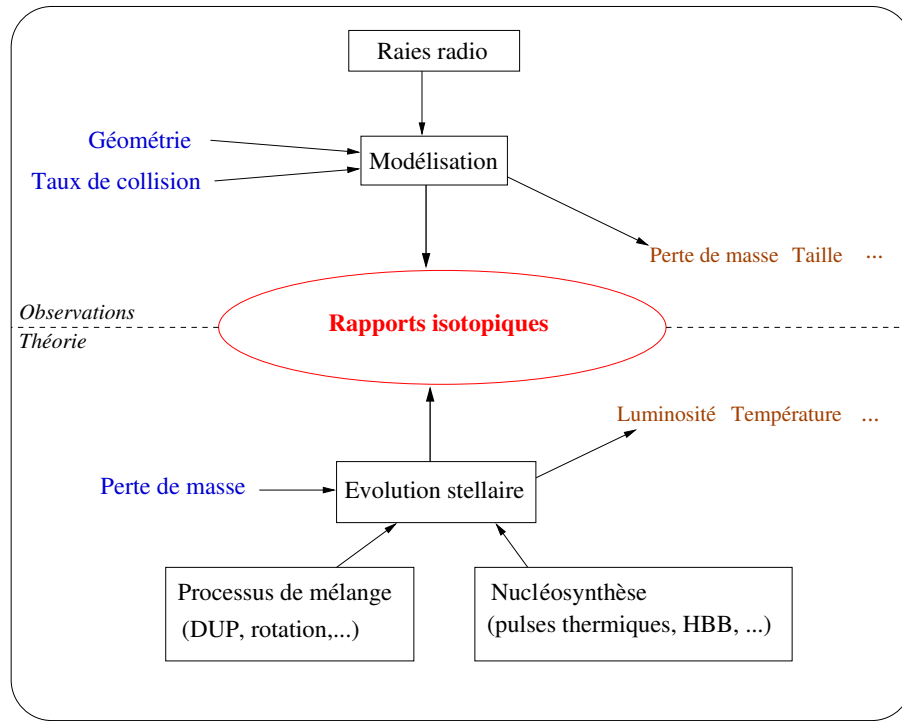 Raies radio
Géométrie
Modélisation
Taux de collision
Perte de masse Taille ...
Observations
Rapports isotopiques
Théorie
Luminosité Température ...
Perte de masse
Evolution stellaire
Processus de mélange
(DUP, rotation,...)
Nucléosynthèse
(pulses thermiques, HBB, ...)